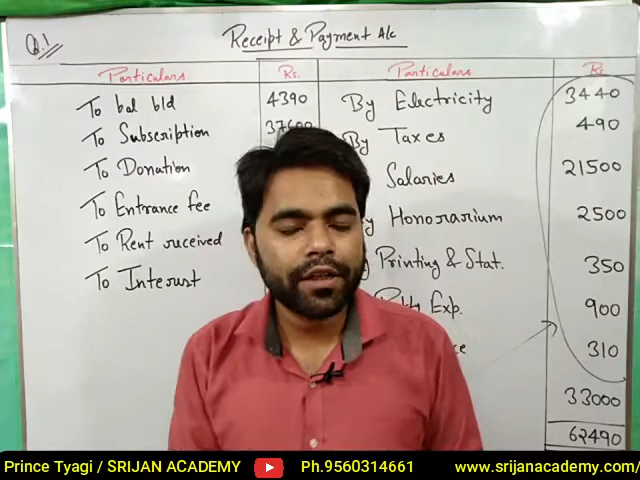 Q.1
Receipt & Payment A/c
Particulars Rs. Particulars Rs.
To bal b/d 4390 By Electricity 3440
To Subscription By Taxes 490
To Donation Salaries 21500
To Entrance fee Honorarium 2500
To Rent received Printing & Stat. 350
To Interest Exp. 900
310
33000
62490
Prince Tyagi / SRIJAN ACADEMY Ph.9560314661 www.srijanacademy.com/